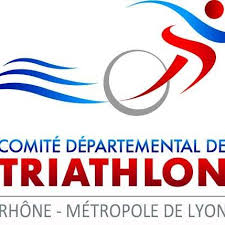 COMITÉ DÉPARTEMENTAL DE
TRIATHLON
RHÔNE - MÉTROPOLE DE LYON